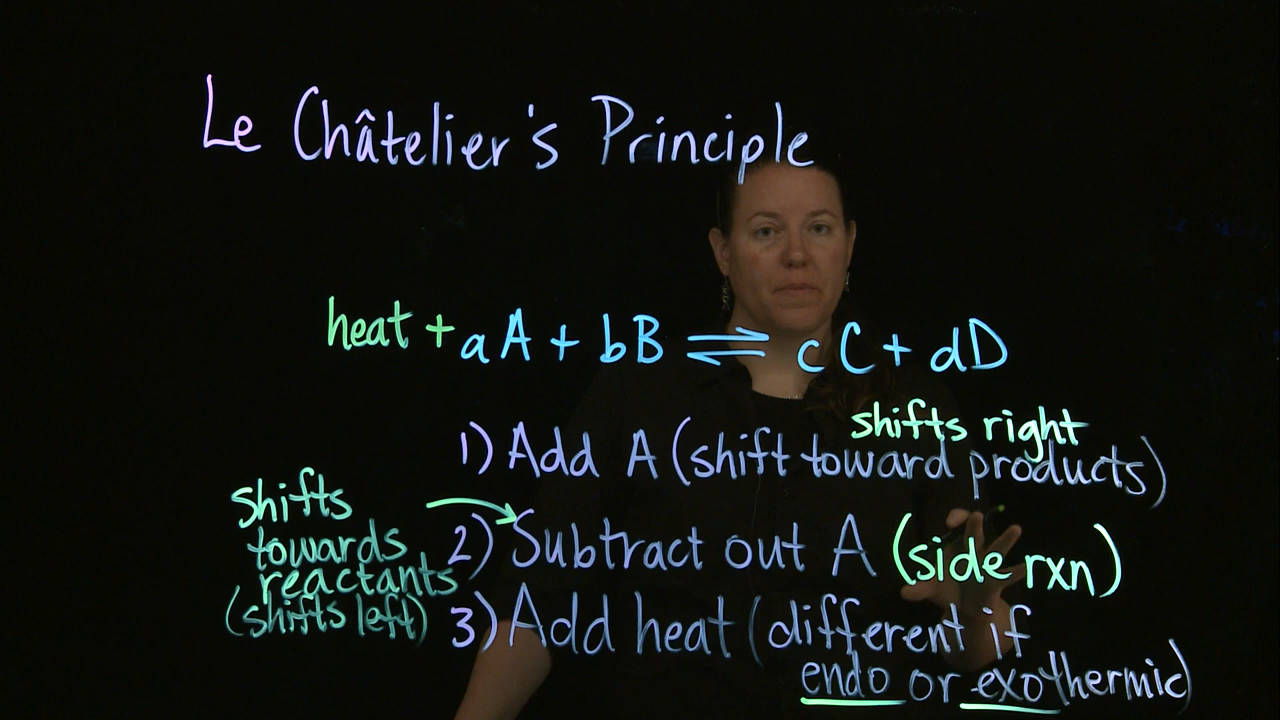 Le Châtelier's Principle
heat + aA + bB ⇌ cC + dD
shifts right
1) Add A (shift toward products)
shifts
towards
reactants
(shifts left)
2) Subtract out A (side rxn)
3) Add heat (different if
endo or exothermic)